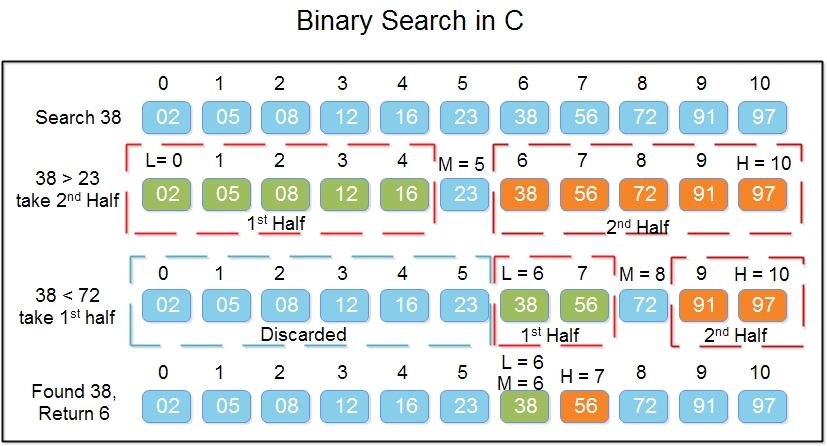 Binary Search in C
0 1 2 3 4 5 6 7 8 9 10
Search 38 02 05 08 12 16 23 38 56 72 91 97
L= 0 1 2 3 4 M = 5 6 7 8 9 H = 10
38 > 23
take 2nd Half
02 05 08 12 16 23 38 56 72 91 97
1st Half 2nd Half
0 1 2 3 4 5 L = 6 7 M = 8 9 H = 10
38 < 72
take 1st half
02 05 08 12 16 23 38 56 72 91 97
Discarded 1st Half 2nd Half
L = 6
0 1 2 3 4 5 M = 6 H = 7 8 9 10
Found 38,
Return 6
02 05 08 12 16 23 38 56 72 91 97